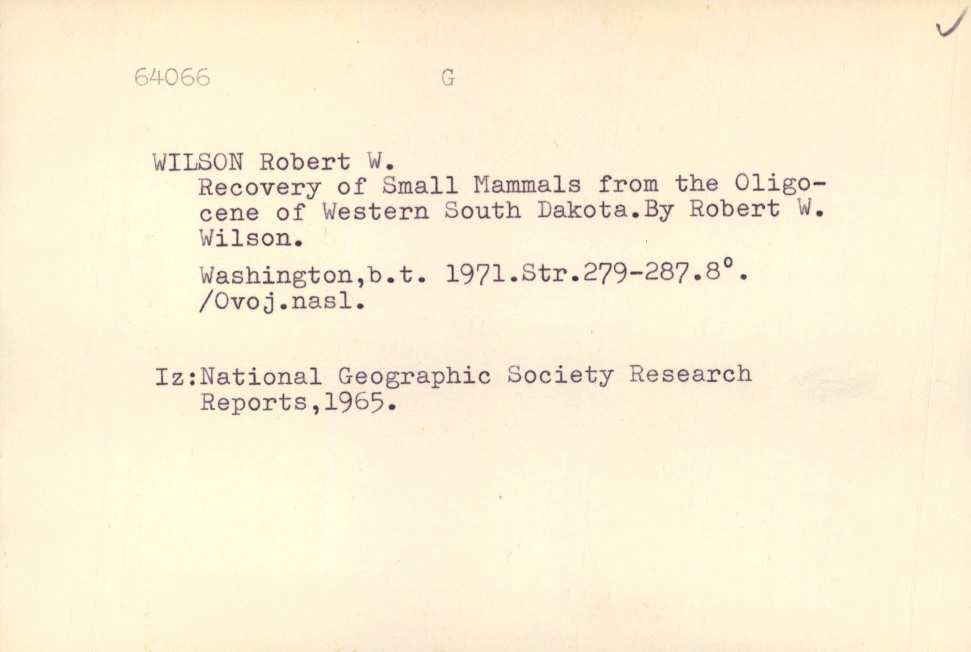 64066 G
WILSON Robert W.
Recovery of Small Mammals from the Oligo-
cene of Western South Dakota.By Robert W.
Wilson.
Washington,b.t. 1971.Str.279-287.8°.
/Ovoj.nasl.
Iz:National Geographic Society Research
Reports,1965.